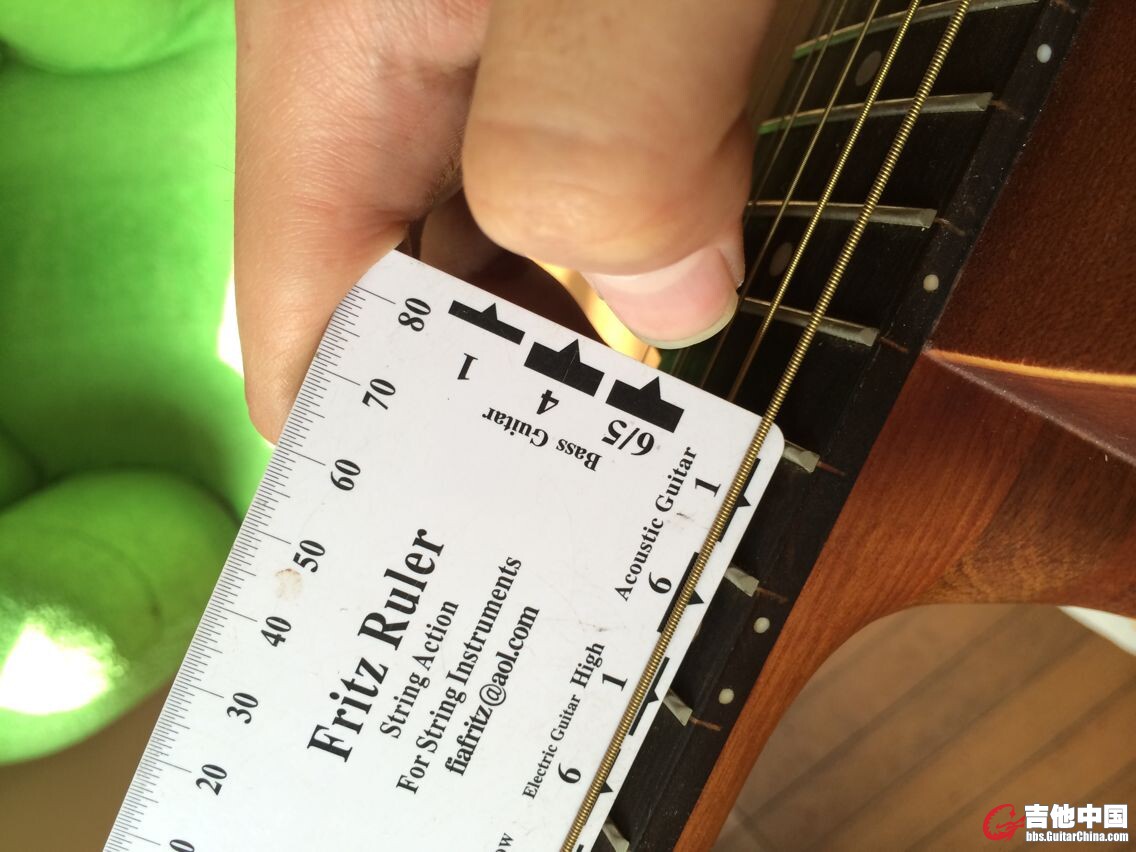 80
70
60
50
40
30
20
1
4
6/5
Bass Guitar
Acoustic Guitar
1
6
Electric Guitar High
1
6
Fritz Ruler
String Action
For String Instruments
fiafritz@aol.com
吉他中国
bbs.GuitarChina.com